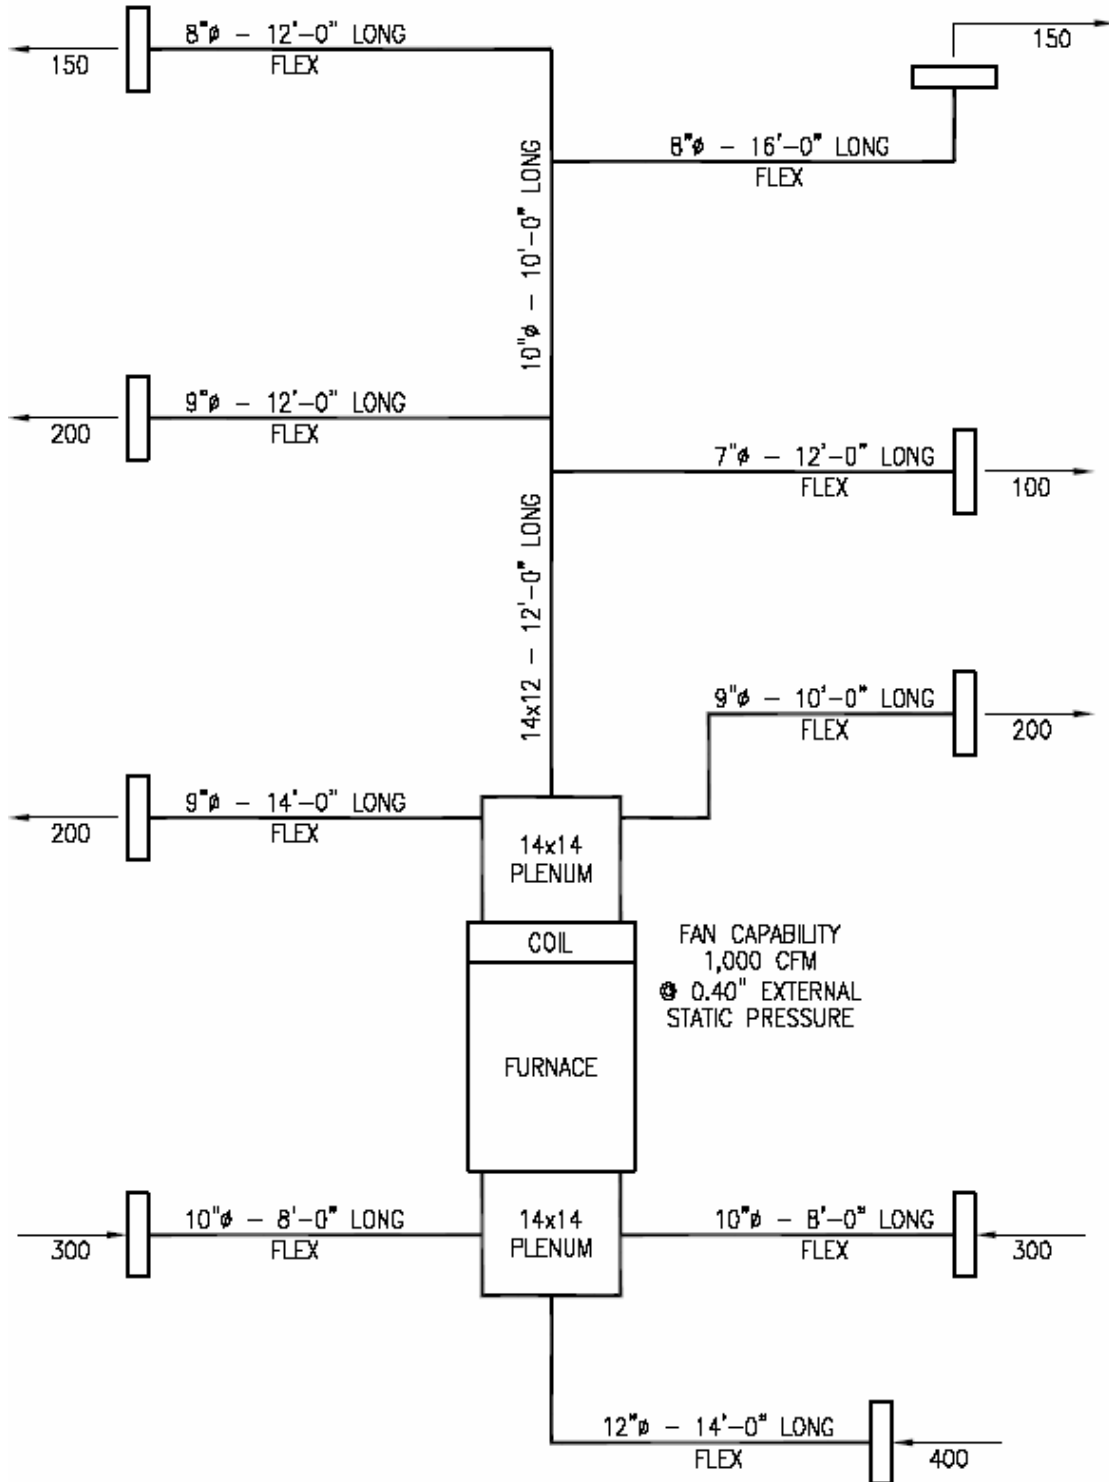 8"ø - 12'-0" LONG
FLEX
150
150
8"ø - 16'-0" LONG
FLEX
10"ø - 10'-0" LONG
9"ø - 12'-0" LONG
FLEX
200
7"ø - 12'-0" LONG
FLEX
100
14x12 - 12'-0" LONG
9"ø - 10'-0" LONG
FLEX
200
9"ø - 14'-0" LONG
FLEX
200
14x14
PLENUM
COIL
FURNACE
FAN CAPABILITY
1,000 CFM
@ 0.40" EXTERNAL
STATIC PRESSURE
10"ø - 8'-0" LONG
FLEX
300
14x14
PLENUM
10"ø - 8'-0" LONG
FLEX
300
12"ø - 14'-0" LONG
FLEX
400